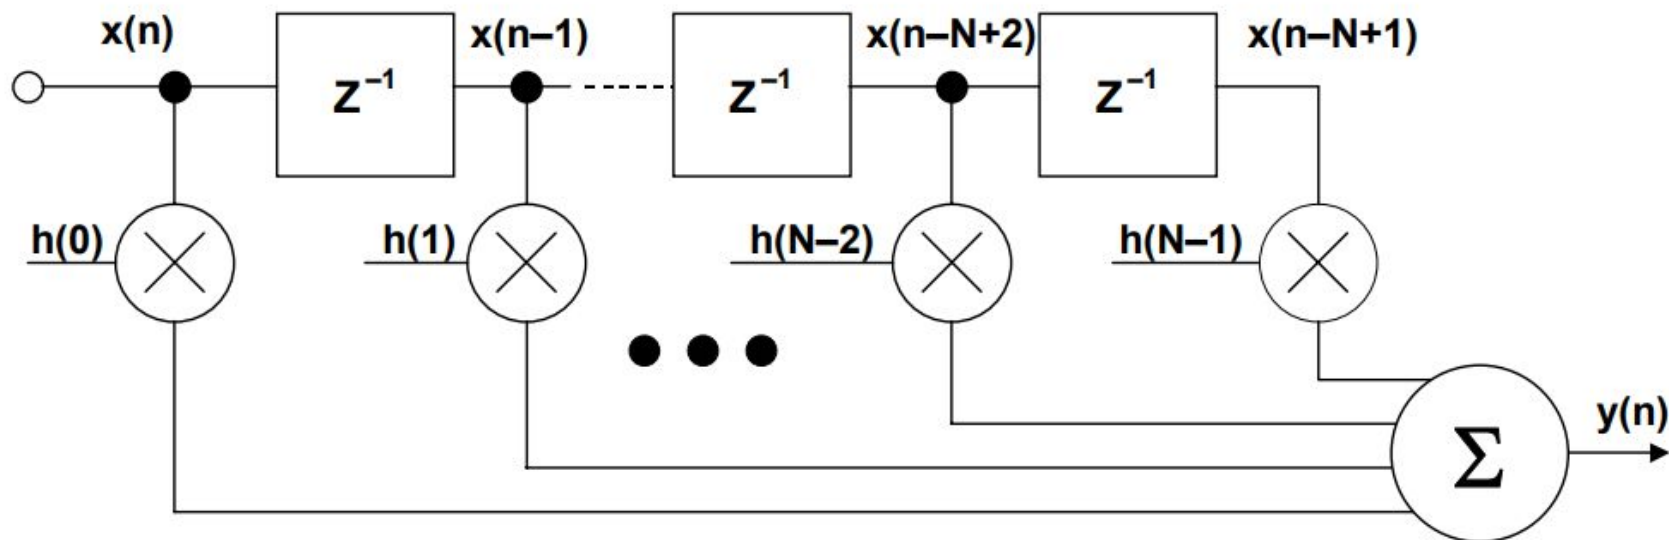 x(n)
x(n–1)
x(n–N+2)
x(n–N+1)
Z⁻¹
Z⁻¹
Z⁻¹
h(0)
h(1)
h(N–2)
h(N–1)
y(n)
Σ